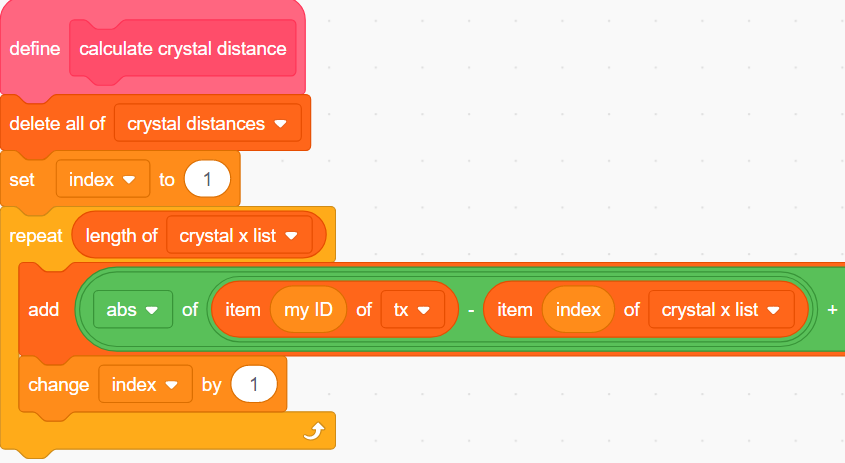 define calculate crystal distance
delete all of crystal distances
set index to 1
repeat length of crystal x list
add abs of item my ID of tx - item index of crystal x list +
change index by 1